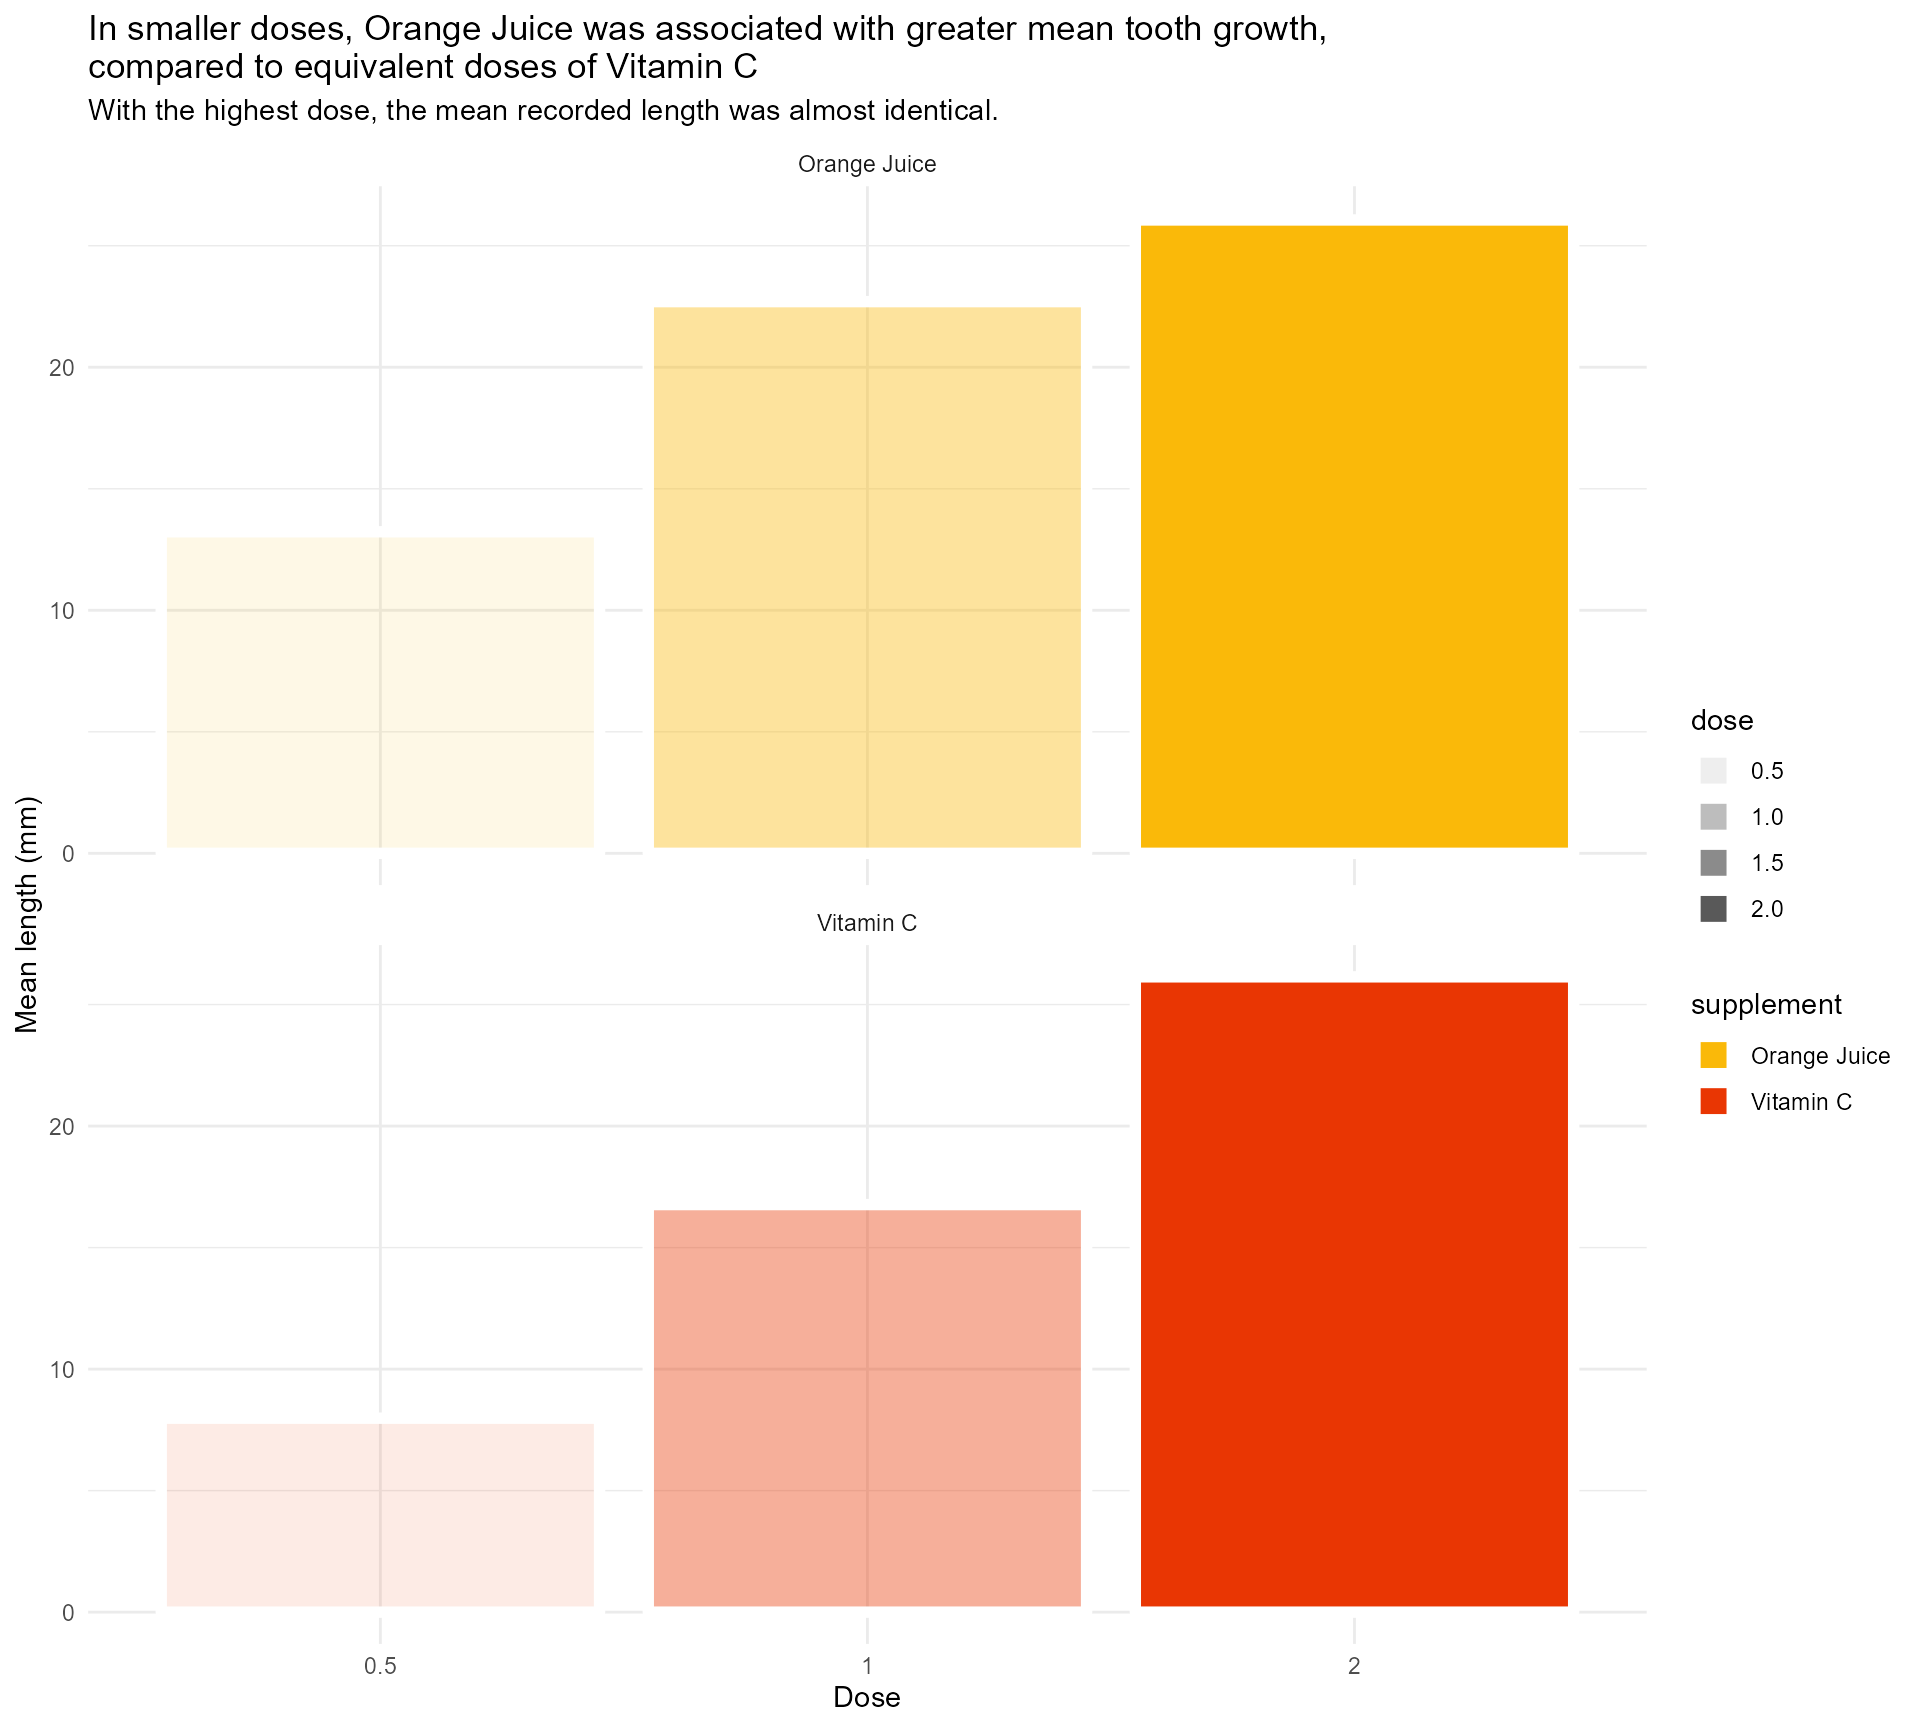 In smaller doses, Orange Juice was associated with greater mean tooth growth,
compared to equivalent doses of Vitamin C
With the highest dose, the mean recorded length was almost identical.
Orange Juice
20
10
0
Mean length (mm)
Vitamin C
20
10
0
0.5
1
2
Dose
dose
0.5
1.0
1.5
2.0
supplement
Orange Juice
Vitamin C